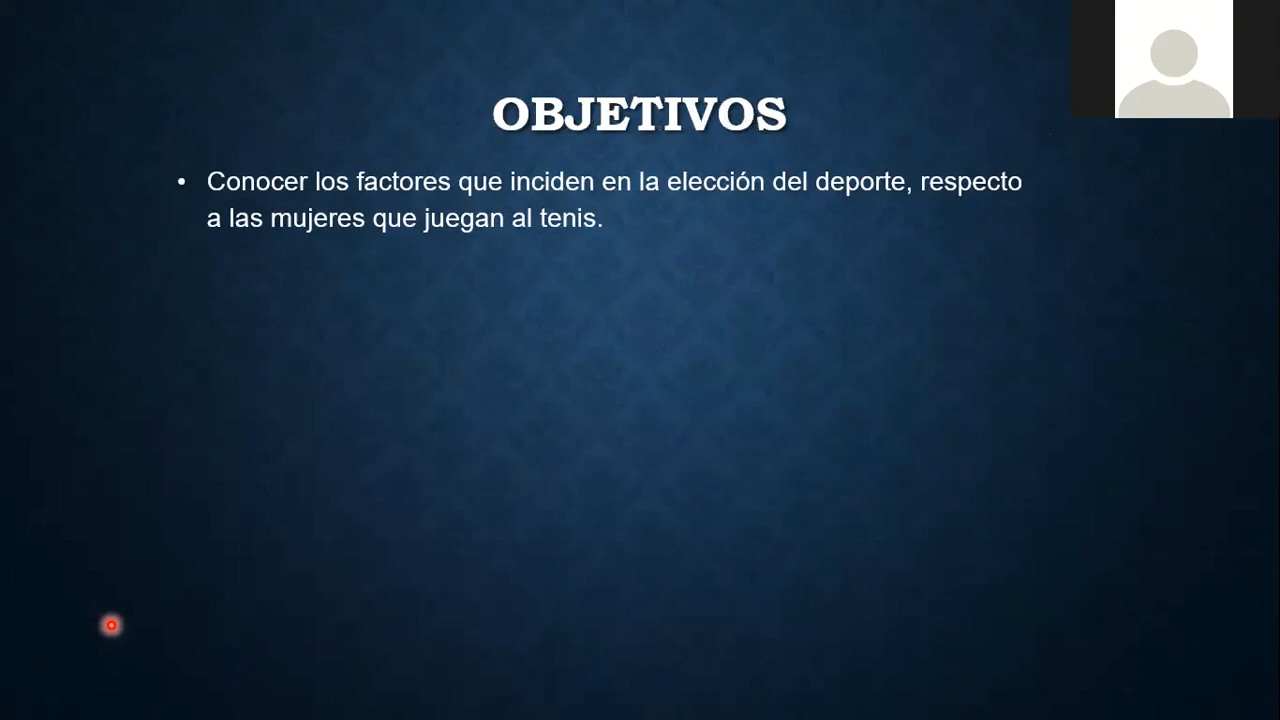 OBJETIVOS
• Conocer los factores que inciden en la elección del deporte, respecto
a las mujeres que juegan al tenis.